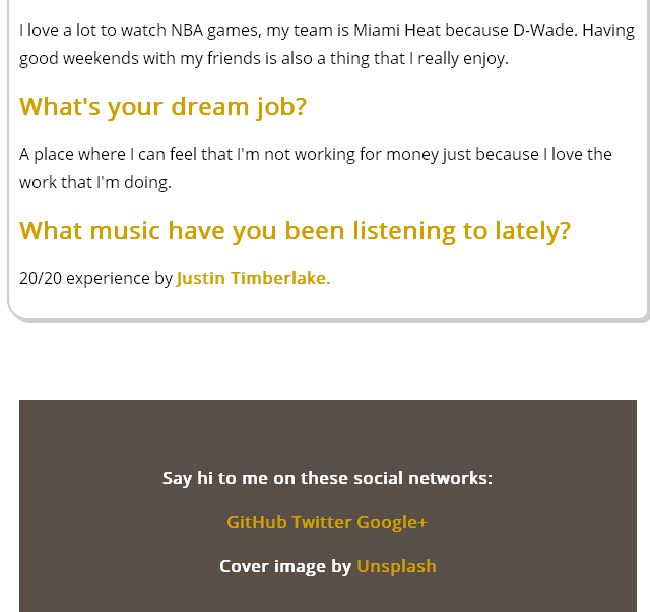 I love a lot to watch NBA games, my team is Miami Heat because D-Wade. Having
good weekends with my friends is also a thing that I really enjoy.
What's your dream job?
A place where I can feel that I'm not working for money just because I love the
work that I'm doing.
What music have you been listening to lately?
20/20 experience by Justin Timberlake.
Say hi to me on these social networks:
GitHub Twitter Google+
Cover image by Unsplash